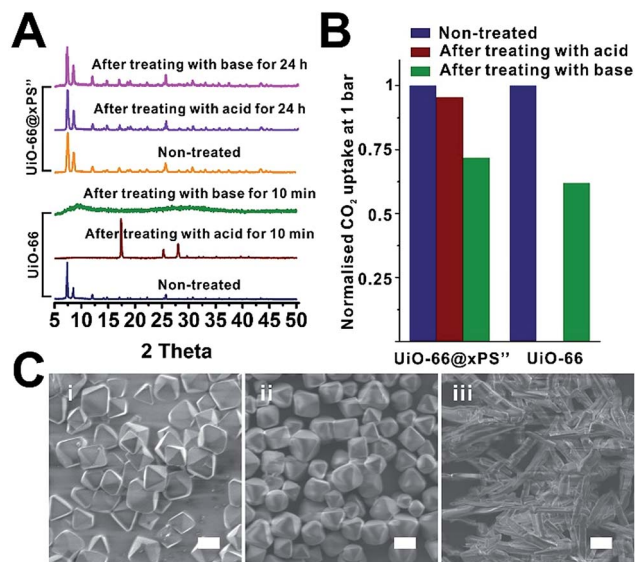 A
After treating with base for 24 h
After treating with acid for 24 h
Non-treated
UiO-66@xPS’’
After treating with base for 10 min
After treating with acid for 10 min
Non-treated
UiO-66
5 10 15 20 25 30 35 40 45 50
2 Theta
B
Non-treated
After treating with acid
After treating with base
Normalised CO₂ uptake at 1 bar
1
0.75
0.5
0.25
UiO-66@xPS’’ UiO-66
C
i
ii
iii